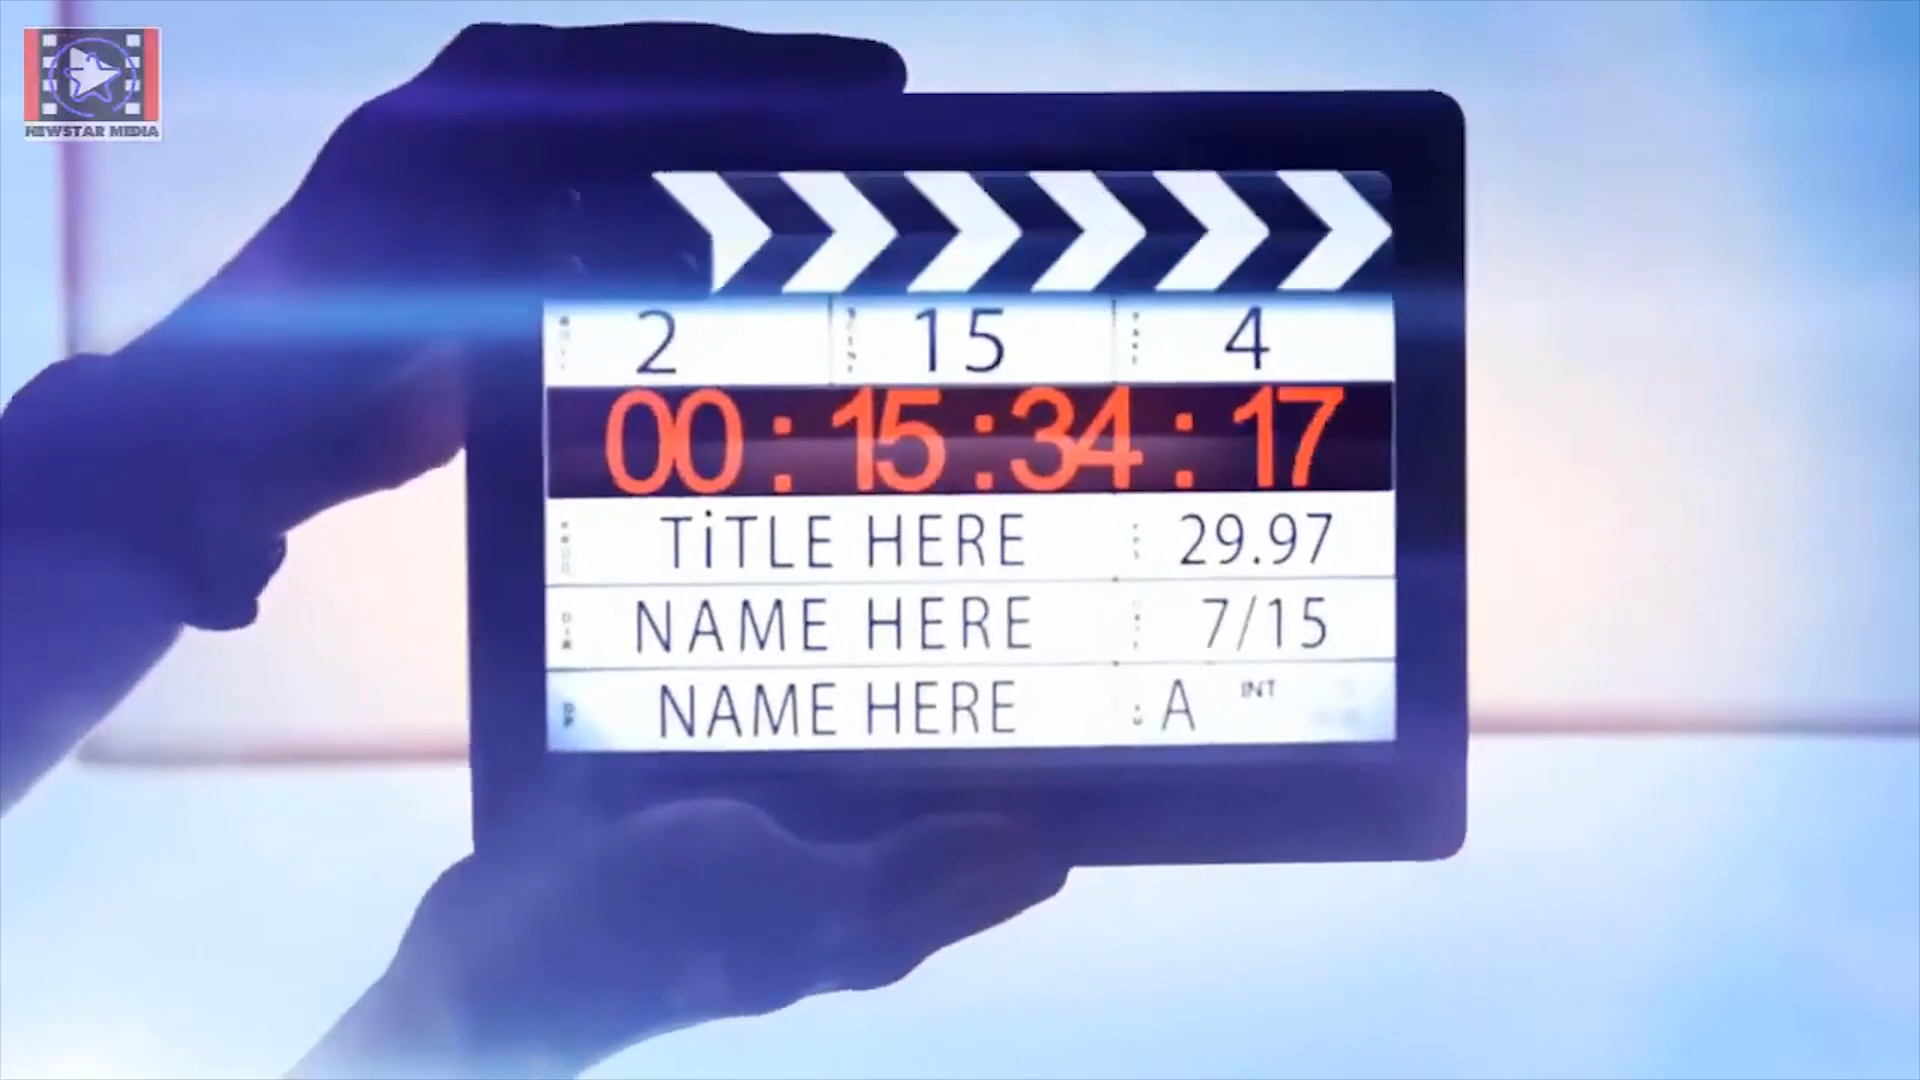 NEWSTAR MEDIA
2 15 4
00 : 15 : 34 : 17
TiTLE HERE 29.97
NAME HERE 7/15
NAME HERE A INT